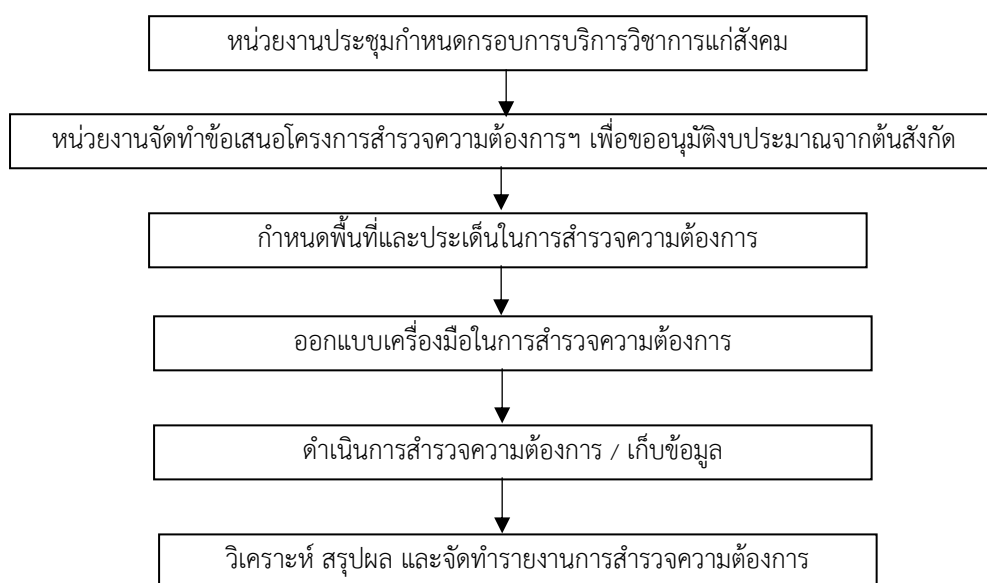 หน่วยงานประชุมกำหนดกรอบการบริการวิชาการแก่สังคม
หน่วยงานจัดทำข้อเสนอโครงการสำรวจความต้องการฯ เพื่อขออนุมัติงบประมาณจากต้นสังกัด
กำหนดพื้นที่และประเด็นในการสำรวจความต้องการ
ออกแบบเครื่องมือในการสำรวจความต้องการ
ดำเนินการสำรวจความต้องการ / เก็บข้อมูล
วิเคราะห์ สรุปผล และจัดทำรายงานการสำรวจความต้องการ